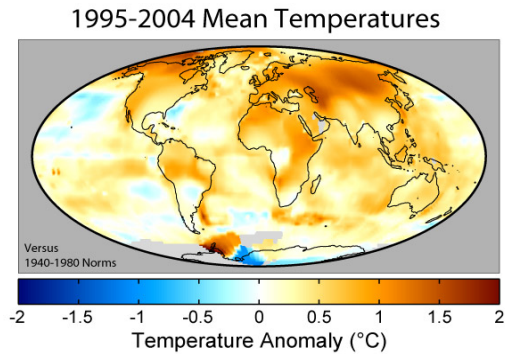 1995-2004 Mean Temperatures
Versus
1940-1980 Norms
-2 -1.5 -1 -0.5 0 0.5 1 1.5 2
Temperature Anomaly (°C)